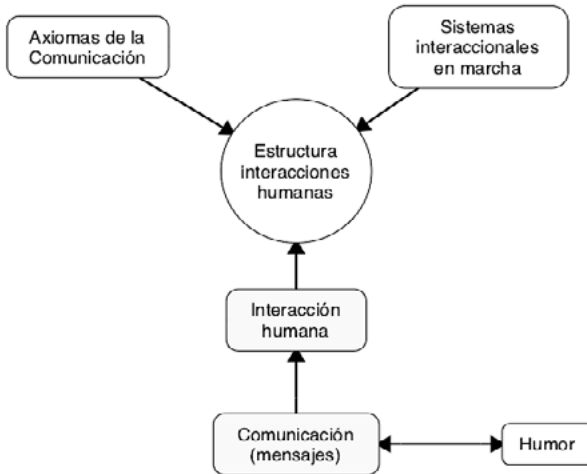 Axiomas de la
Comunicación
Sistemas
interaccionales
en marcha
Estructura
interacciones
humanas
Interacción
humana
Comunicación
(mensajes)
Humor